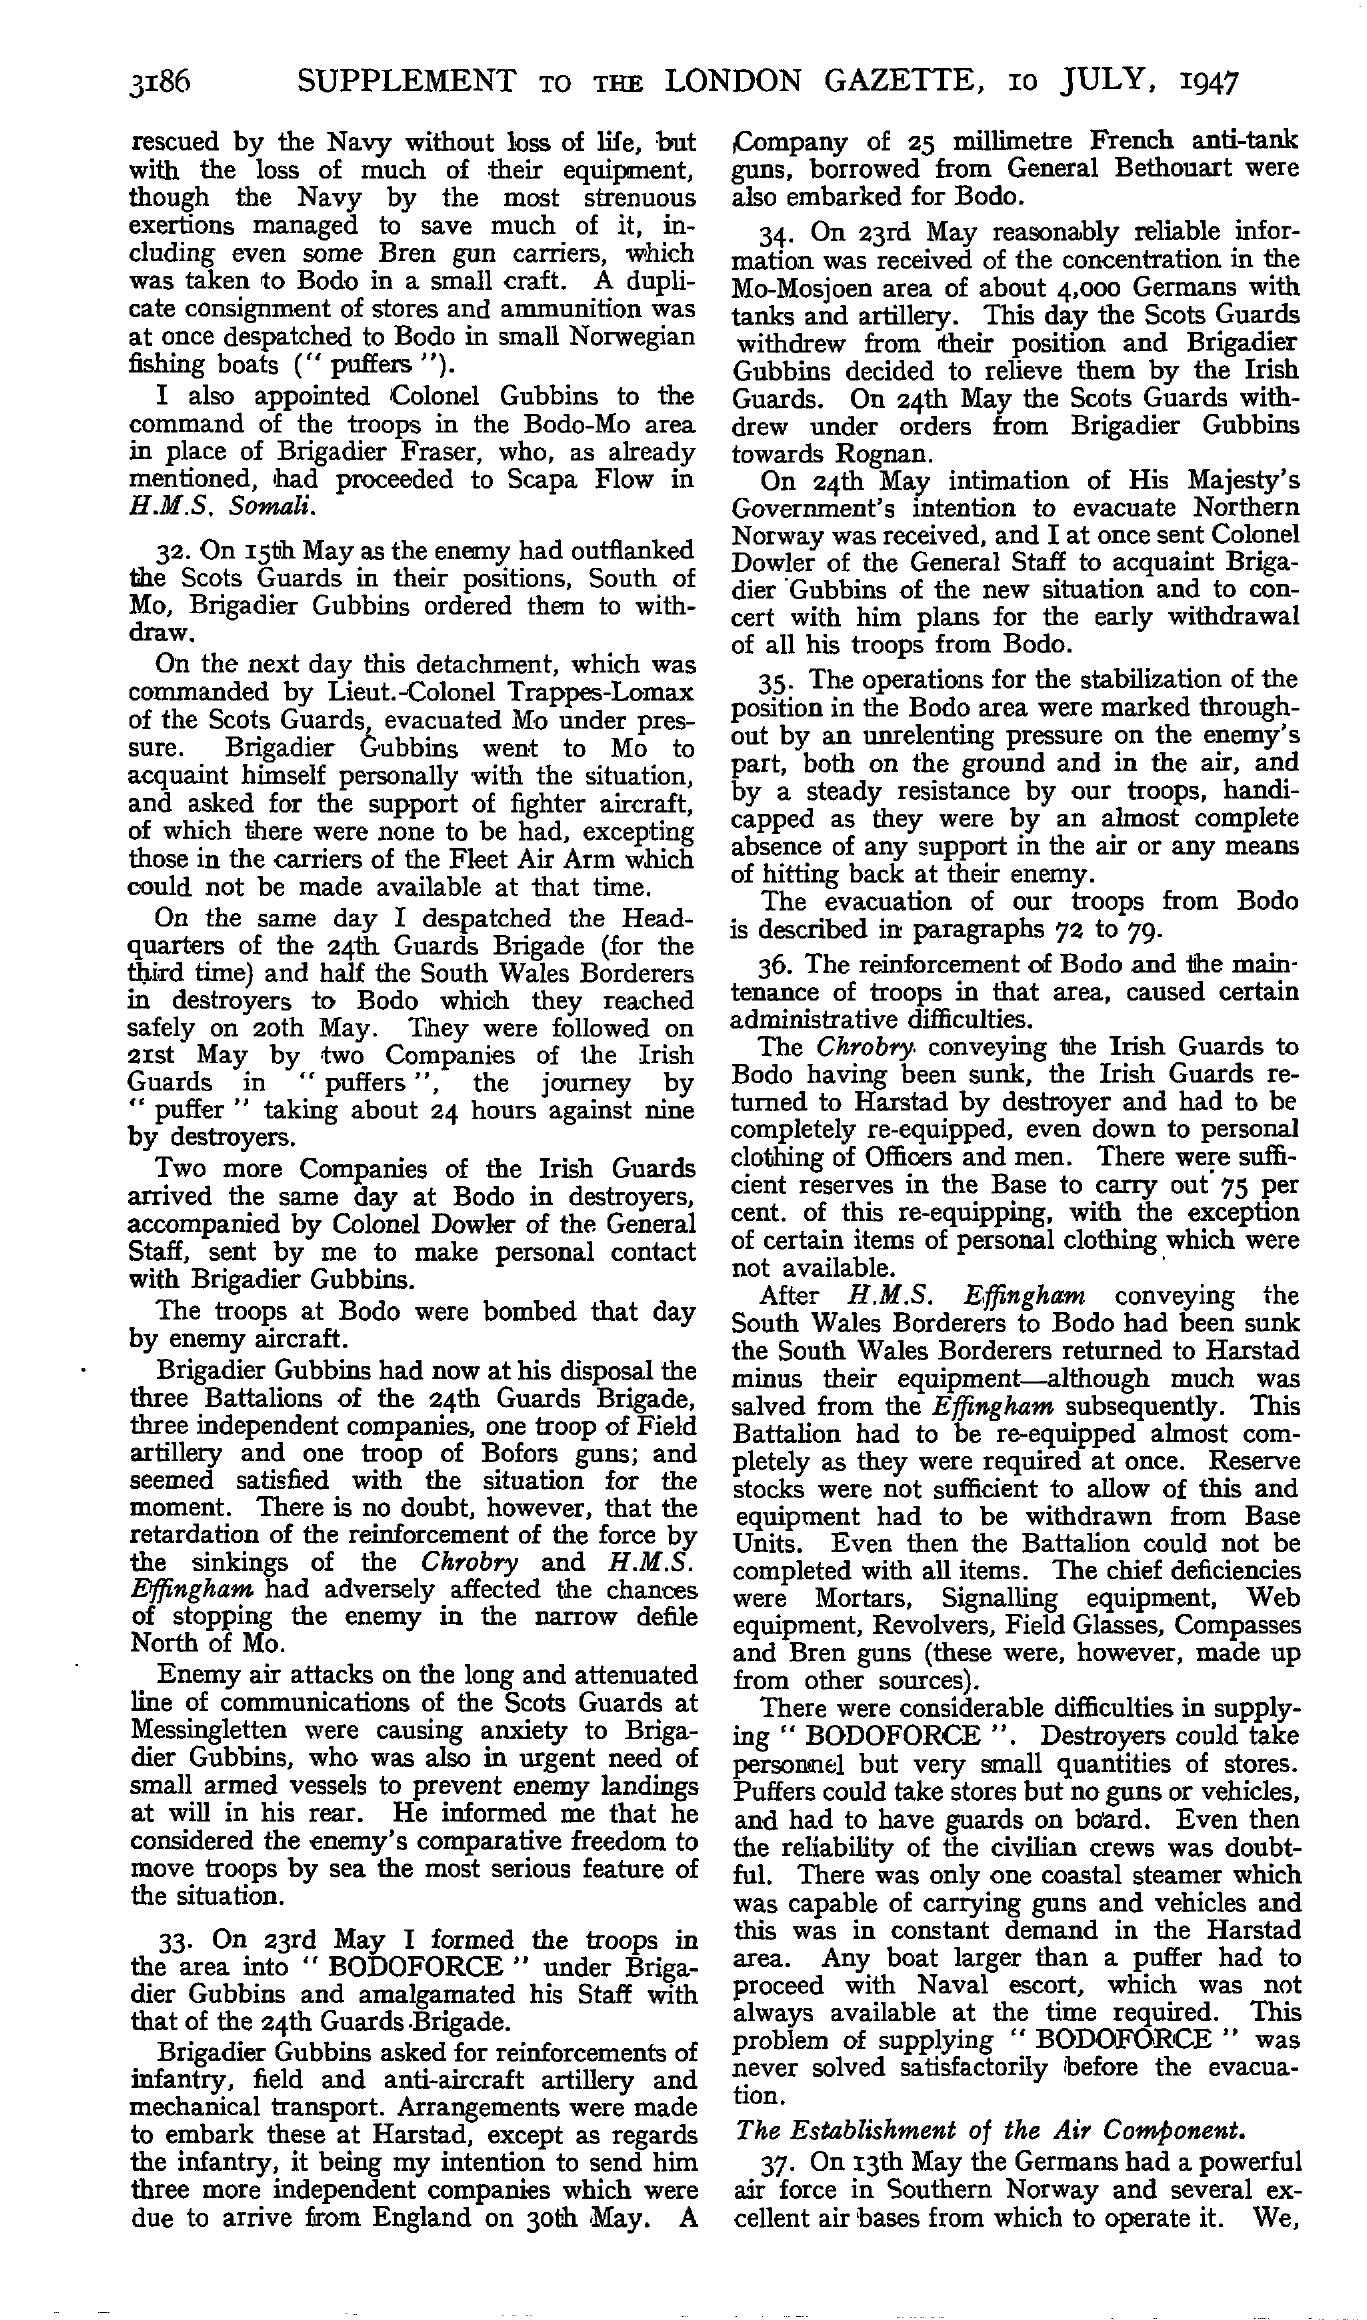 3186 SUPPLEMENT TO THE LONDON GAZETTE, 10 JULY, 1947
rescued by the Navy without loss of life, but
with the loss of much of their equipment,
though the Navy by the most strenuous
exertions managed to save much of it, in-
cluding even some Bren gun carriers, which
was taken to Bodo in a small craft. A dupli-
cate consignment of stores and ammunition was
at once despatched to Bodo in small Norwegian
fishing boats (" puffers ").
I also appointed Colonel Gubbins to the
command of the troops in the Bodo-Mo area
in place of Brigadier Fraser, who, as already
mentioned, had proceeded to Scapa Flow in
H.M.S. Somali.
32. On 15th May as the enemy had outflanked
the Scots Guards in their positions, South of
Mo, Brigadier Gubbins ordered them to with-
draw.
On the next day this detachment, which was
commanded by Lieut.-Colonel Trappes-Lomax
of the Scots Guards, evacuated Mo under pres-
sure. Brigadier Gubbins went to Mo to
acquaint himself personally with the situation,
and asked for the support of fighter aircraft,
of which there were none to be had, excepting
those in the carriers of the Fleet Air Arm which
could not be made available at that time.
On the same day I despatched the Head-
quarters of the 24th Guards Brigade (for the
third time) and half the South Wales Borderers
in destroyers to Bodo which they reached
safely on 20th May. They were followed on
21st May by two Companies of the Irish
Guards in " puffers ", the journey by
" puffer " taking about 24 hours against nine
by destroyers.
Two more Companies of the Irish Guards
arrived the same day at Bodo in destroyers,
accompanied by Colonel Dowler of the General
Staff, sent by me to make personal contact
with Brigadier Gubbins.
The troops at Bodo were bombed that day
by enemy aircraft.
Brigadier Gubbins had now at his disposal the
three Battalions of the 24th Guards Brigade,
three independent companies, one troop of Field
artillery and one troop of Bofors guns; and
seemed satisfied with the situation for the
moment. There is no doubt, however, that the
retardation of the reinforcement of the force by
the sinkings of the Chrobry and H.M.S.
Effingham had adversely affected the chances
of stopping the enemy in the narrow defile
North of Mo.
Enemy air attacks on the long and attenuated
line of communications of the Scots Guards at
Messingletten were causing anxiety to Briga-
dier Gubbins, who was also in urgent need of
small armed vessels to prevent enemy landings
at will in his rear. He informed me that he
considered the enemy's comparative freedom to
move troops by sea the most serious feature of
the situation.
33. On 23rd May I formed the troops in
the area into " BODOFORCE " under Briga-
dier Gubbins and amalgamated his Staff with
that of the 24th Guards Brigade.
Brigadier Gubbins asked for reinforcements of
infantry, field and anti-aircraft artillery and
mechanical transport. Arrangements were made
to embark these at Harstad, except as regards
the infantry, it being my intention to send him
three more independent companies which were
due to arrive from England on 30th May. A
Company of 25 millimetre French anti-tank
guns, borrowed from General Bethouart were
also embarked for Bodo.
34. On 23rd May reasonably reliable infor-
mation was received of the concentration in the
Mo-Mosjoen area of about 4,000 Germans with
tanks and artillery. This day the Scots Guards
withdrew from their position and Brigadier
Gubbins decided to relieve them by the Irish
Guards. On 24th May the Scots Guards with-
drew under orders from Brigadier Gubbins
towards Rognan.
On 24th May intimation of His Majesty's
Government's intention to evacuate Northern
Norway was received, and I at once sent Colonel
Dowler of the General Staff to acquaint Briga-
dier Gubbins of the new situation and to con-
cert with him plans for the early withdrawal
of all his troops from Bodo.
35. The operations for the stabilization of the
position in the Bodo area were marked through-
out by an unrelenting pressure on the enemy's
part, both on the ground and in the air, and
by a steady resistance by our troops, handi-
capped as they were by an almost complete
absence of any support in the air or any means
of hitting back at their enemy.
The evacuation of our troops from Bodo
is described in paragraphs 72 to 79.
36. The reinforcement of Bodo and the main-
tenance of troops in that area, caused certain
administrative difficulties.
The Chrobry conveying the Irish Guards to
Bodo having been sunk, the Irish Guards re-
turned to Harstad by destroyer and had to be
completely re-equipped, even down to personal
clothing of Officers and men. There were suffi-
cient reserves in the Base to carry out 75 per
cent. of this re-equipping, with the exception
of certain items of personal clothing which were
not available.
After H.M.S. Effingham conveying the
South Wales Borderers to Bodo had been sunk
the South Wales Borderers returned to Harstad
minus their equipment—although much was
salved from the Effingham subsequently. This
Battalion had to be re-equipped almost com-
pletely as they were required at once. Reserve
stocks were not sufficient to allow of this and
equipment had to be withdrawn from Base
Units. Even then the Battalion could not be
completed with all items. The chief deficiencies
were Mortars, Signalling equipment, Web
equipment, Revolvers, Field Glasses, Compasses
and Bren guns (these were, however, made up
from other sources).
There were considerable difficulties in supply-
ing " BODOFORCE ". Destroyers could take
personnel but very small quantities of stores.
Puffers could take stores but no guns or vehicles,
and had to have guards on board. Even then
the reliability of the civilian crews was doubt-
ful. There was only one coastal steamer which
was capable of carrying guns and vehicles and
this was in constant demand in the Harstad
area. Any boat larger than a puffer had to
proceed with Naval escort, which was not
always available at the time required. This
problem of supplying " BODOFORCE " was
never solved satisfactorily before the evacua-
tion.
The Establishment of the Air Component.
37. On 13th May the Germans had a powerful
air force in Southern Norway and several ex-
cellent air bases from which to operate it. We,